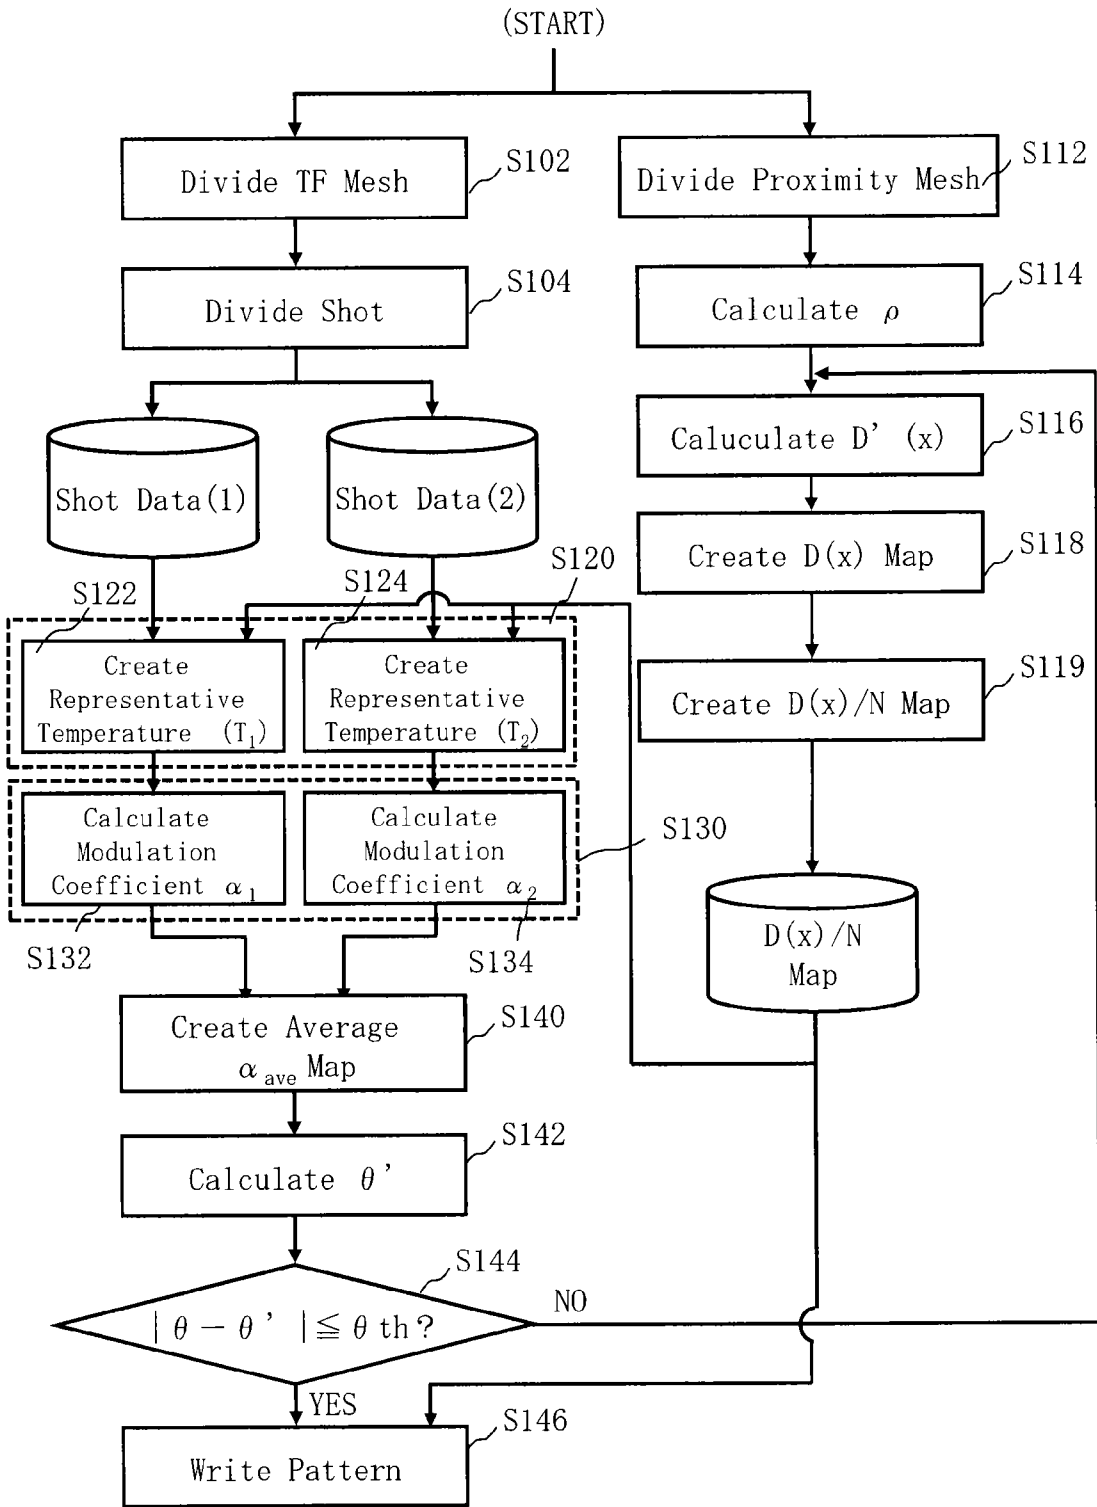 (START)
Divide TF Mesh
S102
Divide Proximity Mesh
S112
Divide Shot
S104
Calculate ρ
S114
Shot Data(1)
Shot Data(2)
Caluculate D' (x)
S116
Create D(x) Map
S118
S120
S122
S124
Create
Representative
Temperature (T₁)
Create
Representative
Temperature (T₂)
Create D(x)/N Map
S119
Calculate
Modulation
Coefficient α₁
Calculate
Modulation
Coefficient α₂
S130
S132
S134
D(x)/N
Map
Create Average
α ave Map
S140
Calculate θ'
S142
S144
| θ − θ' | ≦ θ th?
NO
YES
Write Pattern
S146